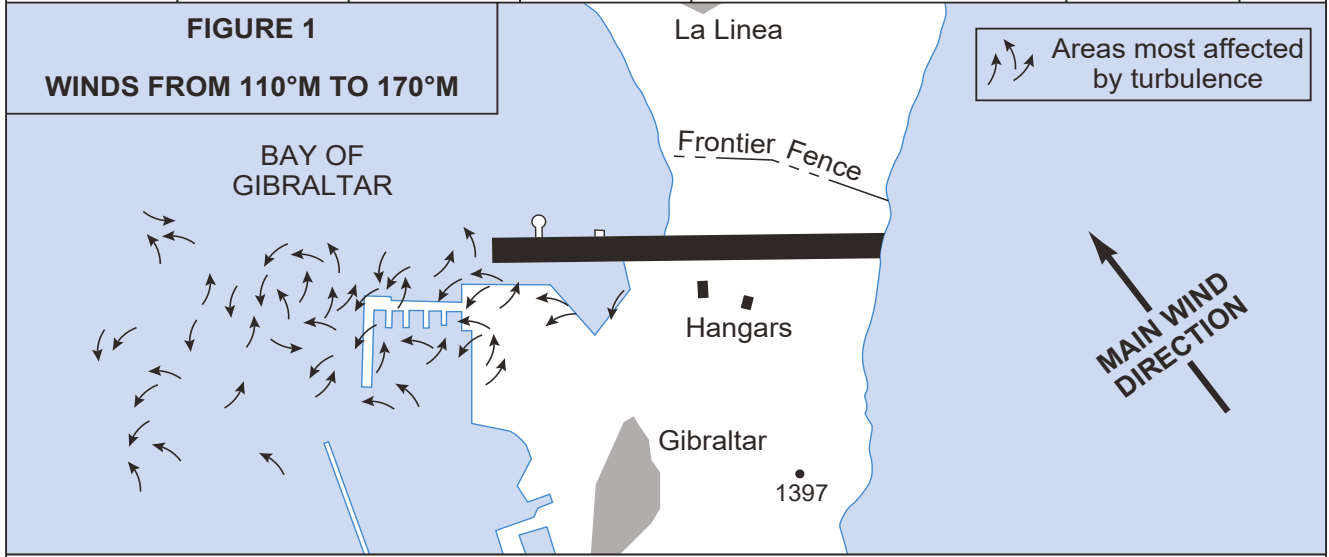 FIGURE 1
WINDS FROM 110°M TO 170°M
La Linea
Areas most affected
by turbulence
Frontier Fence
BAY OF
GIBRALTAR
MAIN WIND
DIRECTION
Hangars
Gibraltar
1397